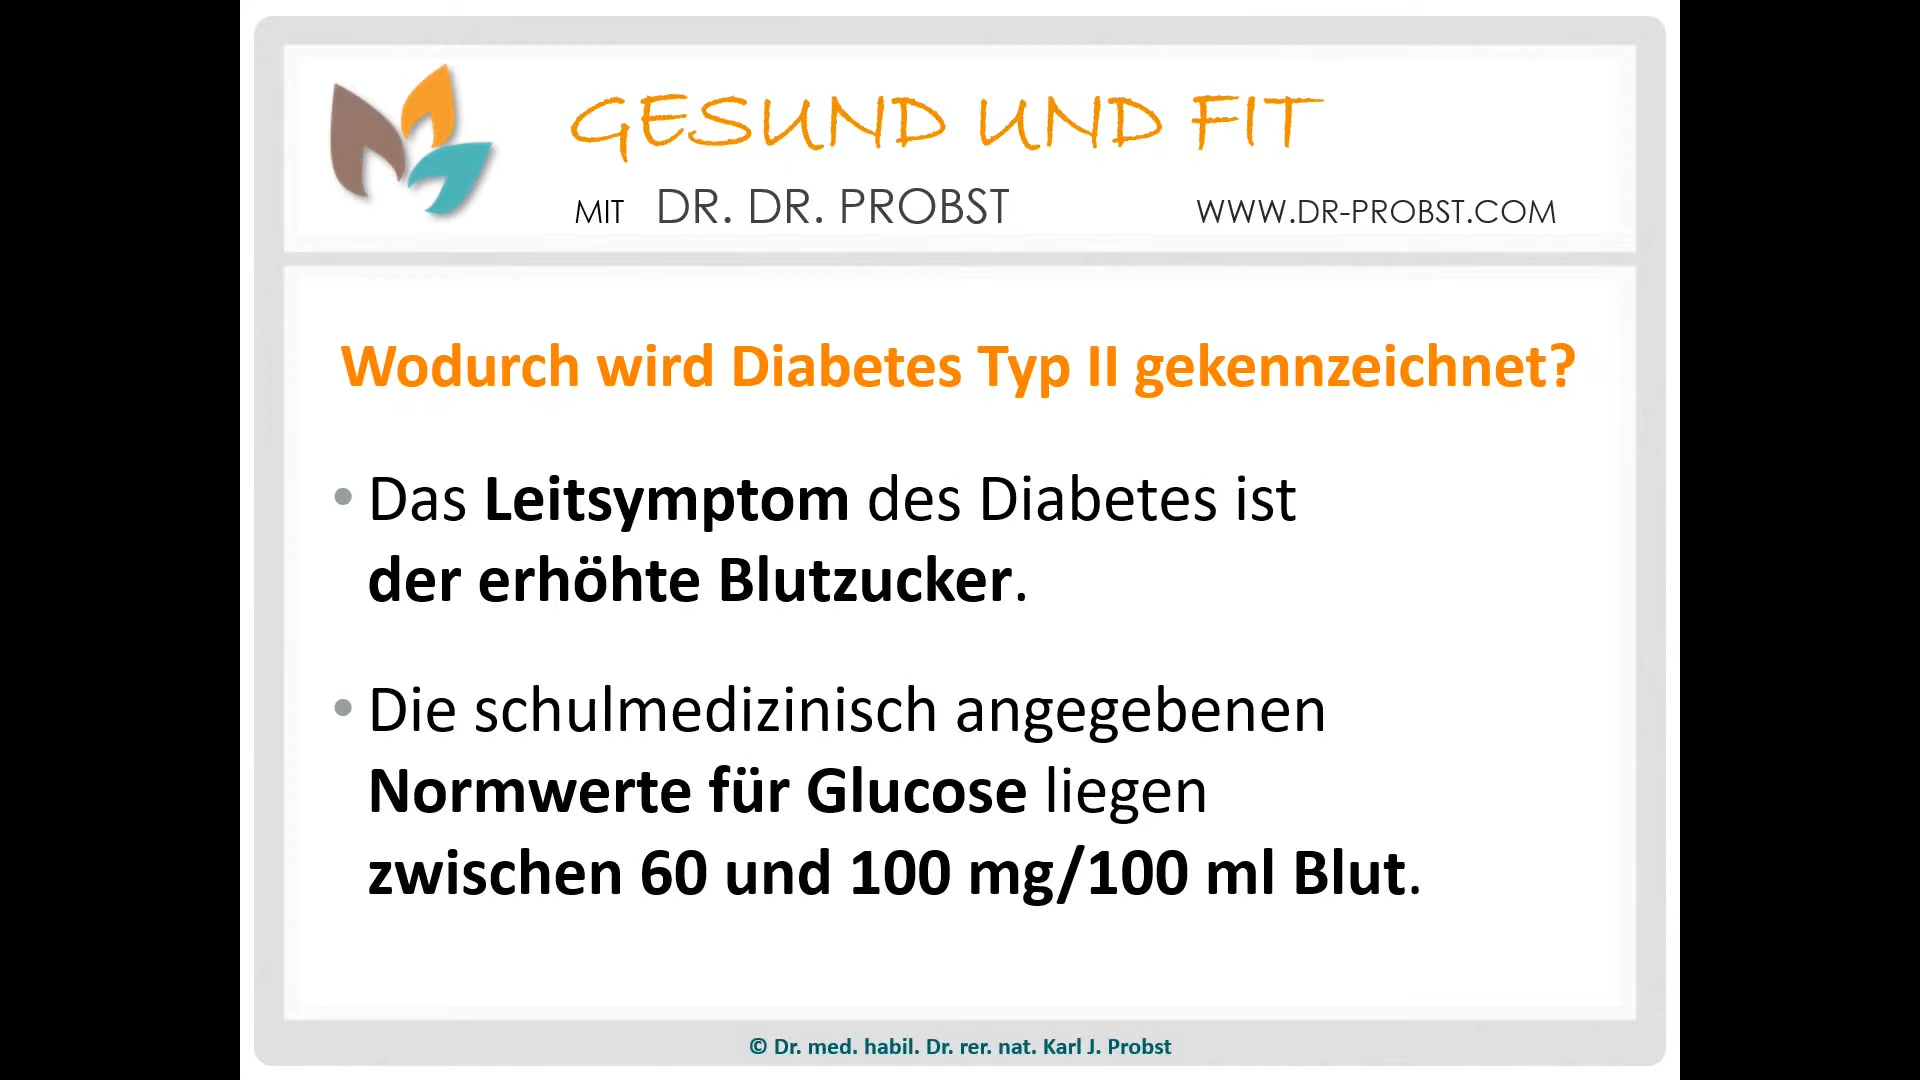 GESUND UND FIT
MIT DR. DR. PROBST WWW.DR-PROBST.COM
Wodurch wird Diabetes Typ II gekennzeichnet?
• Das Leitsymptom des Diabetes ist
der erhöhte Blutzucker.
• Die schulmedizinisch angegebenen
Normwerte für Glucose liegen
zwischen 60 und 100 mg/100 ml Blut.
© Dr. med. habil. Dr. rer. nat. Karl J. Probst